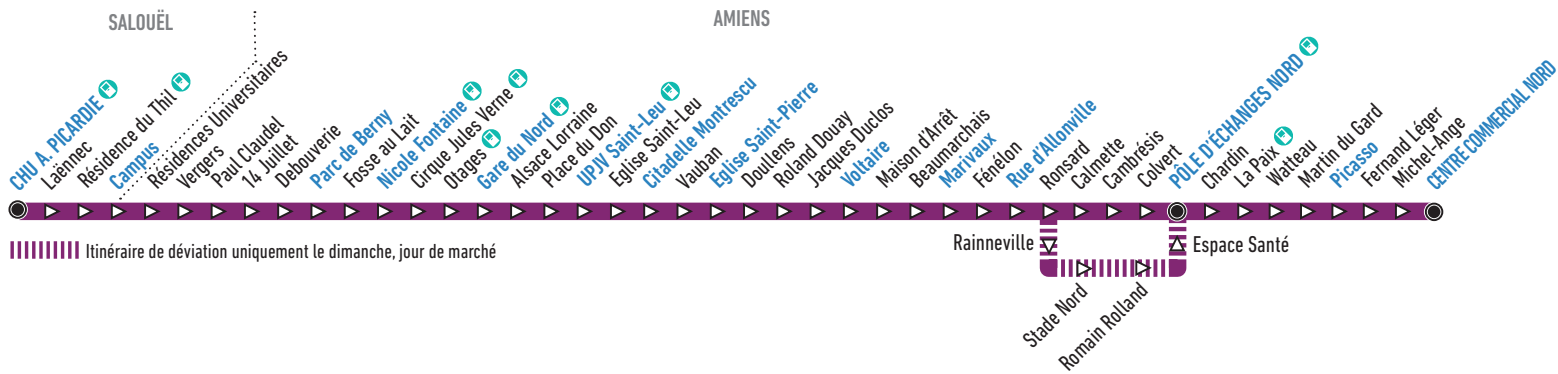 SALOUËL
AMIENS
CHU A. PICARDIE
Laënnec
Résidence du Thil
Campus
Résidences Universitaires
Vergers
Paul Claudel
14 Juillet
Debouverie
Parc de Berny
Fosse au Lait
Nicole Fontaine
Cirque Jules Verne
Otages
Gare du Nord
Alsace Lorraine
Place du Don
UPJV Saint-Leu
Eglise Saint-Leu
Citadelle Montrescu
Vauban
Eglise Saint-Pierre
Doullens
Roland Douay
Jacques Duclos
Voltaire
Maison d'Arrêt
Beaumarchais
Marivaux
Fénélon
Rue d'Allonville
Ronsard
Calmette
Cambrésis
Colvert
PÔLE D'ÉCHANGES NORD
Chardin
La Paix
Watteau
Martin du Gard
Picasso
Fernand Léger
Michel-Ange
CENTRE COMMERCIAL NORD
Itinéraire de déviation uniquement le dimanche, jour de marché
Rainneville
Stade Nord
Romain Rolland
Espace Santé